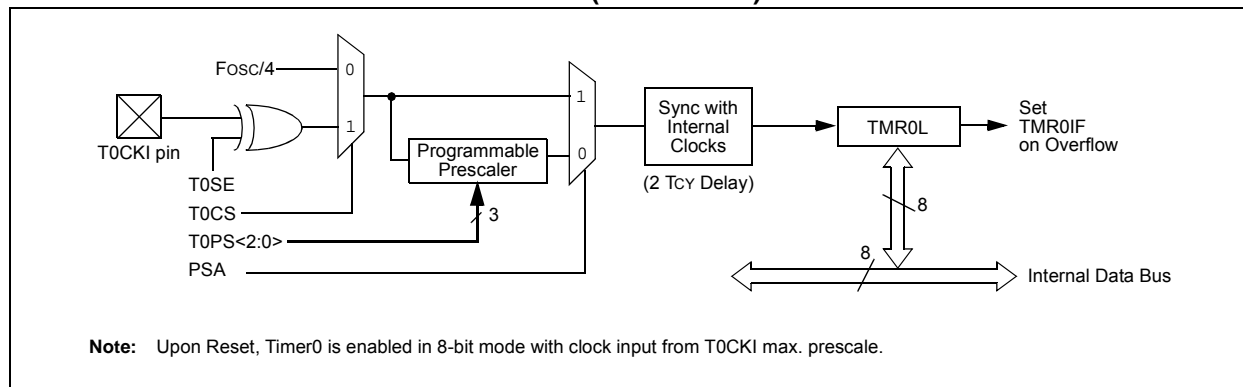 FOSC/4
0
1
T0CKI pin
T0SE
T0CS
T0PS<2:0>
PSA
Programmable
Prescaler
3
1
0
Sync with
Internal
Clocks
(2 TCY Delay)
TMR0L
Set
TMR0IF
on Overflow
8
8
Internal Data Bus
Note: Upon Reset, Timer0 is enabled in 8-bit mode with clock input from T0CKI max. prescale.